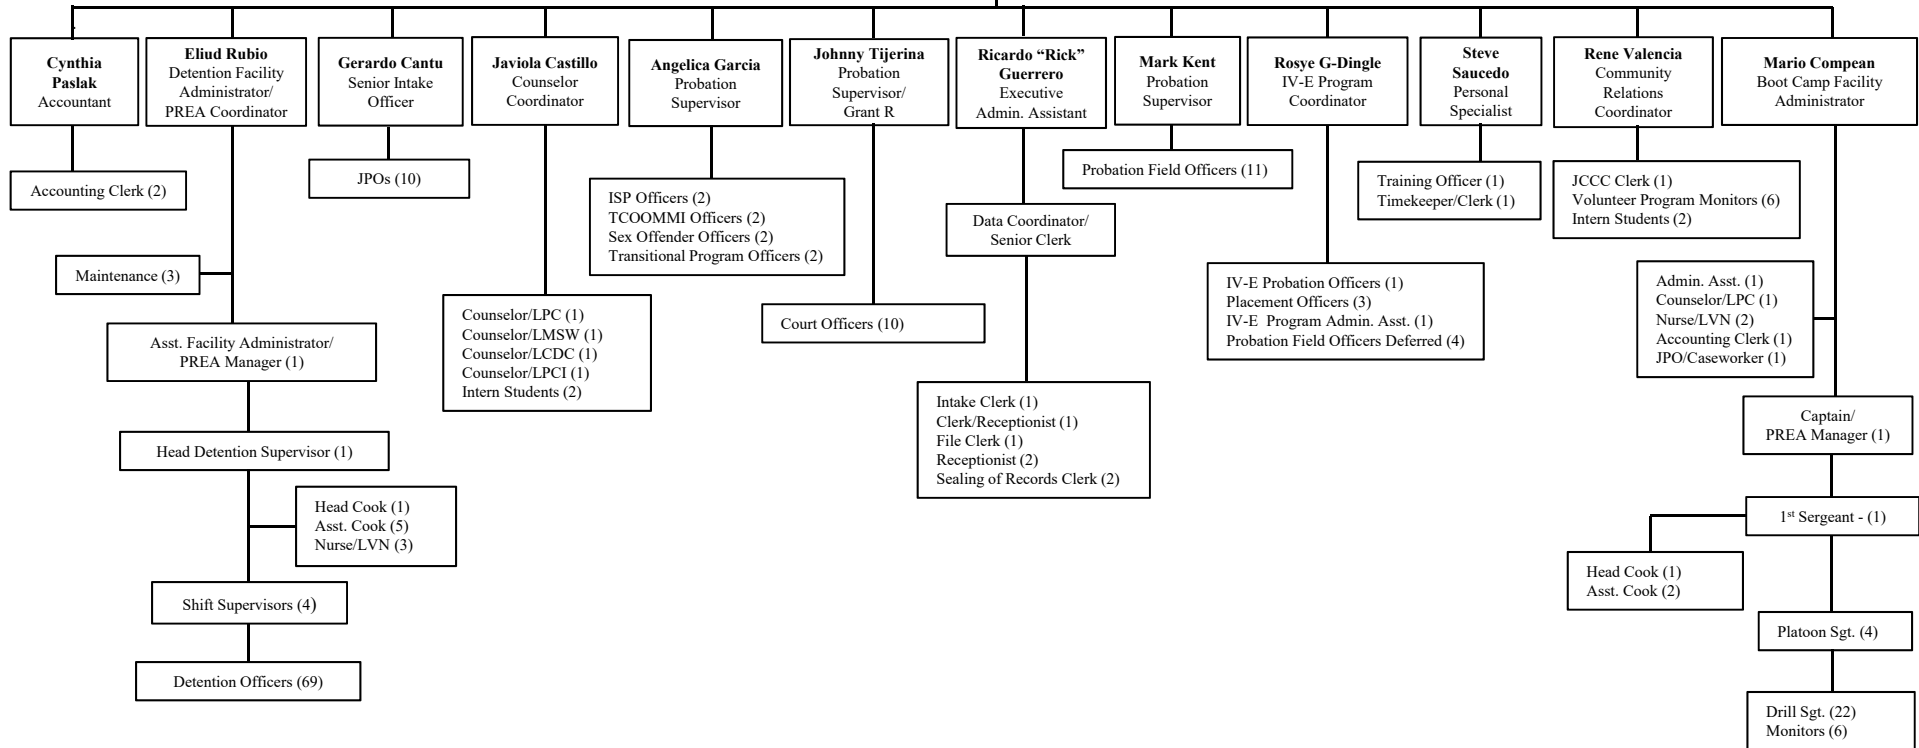 Cynthia
Paslak
Accountant
Eliud Rubio
Detention Facility
Administrator/
PREA Coordinator
Gerardo Cantu
Senior Intake
Officer
Javiola Castillo
Counselor
Coordinator
Angelica Garcia
Probation
Supervisor
Johnny Tijerina
Probation
Supervisor/
Grant R
Ricardo “Rick”
Guerrero
Executive
Admin. Assistant
Mark Kent
Probation
Supervisor
Rosye G-Dingle
IV-E Program
Coordinator
Steve
Saucedo
Personal
Specialist
Rene Valencia
Community
Relations
Coordinator
Mario Compean
Boot Camp Facility
Administrator
Accounting Clerk (2)
Maintenance (3)
Asst. Facility Administrator/
PREA Manager (1)
Head Detention Supervisor (1)
Head Cook (1)
Asst. Cook (5)
Nurse/LVN (3)
Shift Supervisors (4)
Detention Officers (69)
JPOs (10)
Counselor/LPC (1)
Counselor/LMSW (1)
Counselor/LCDC (1)
Counselor/LPCI (1)
Intern Students (2)
ISP Officers (2)
TCOOMMI Officers (2)
Sex Offender Officers (2)
Transitional Program Officers (2)
Court Officers (10)
Data Coordinator/
Senior Clerk
Intake Clerk (1)
Clerk/Receptionist (1)
File Clerk (1)
Receptionist (2)
Sealing of Records Clerk (2)
Probation Field Officers (11)
IV-E Probation Officers (1)
Placement Officers (3)
IV-E  Program Admin. Asst. (1)
Probation Field Officers Deferred (4)
Training Officer (1)
Timekeeper/Clerk (1)
JCCC Clerk (1)
Volunteer Program Monitors (6)
Intern Students (2)
Admin. Asst. (1)
Counselor/LPC (1)
Nurse/LVN (2)
Accounting Clerk (1)
JPO/Caseworker (1)
Captain/
PREA Manager (1)
1st Sergeant - (1)
Head Cook (1)
Asst. Cook (2)
Platoon Sgt. (4)
Drill Sgt. (22)
Monitors (6)